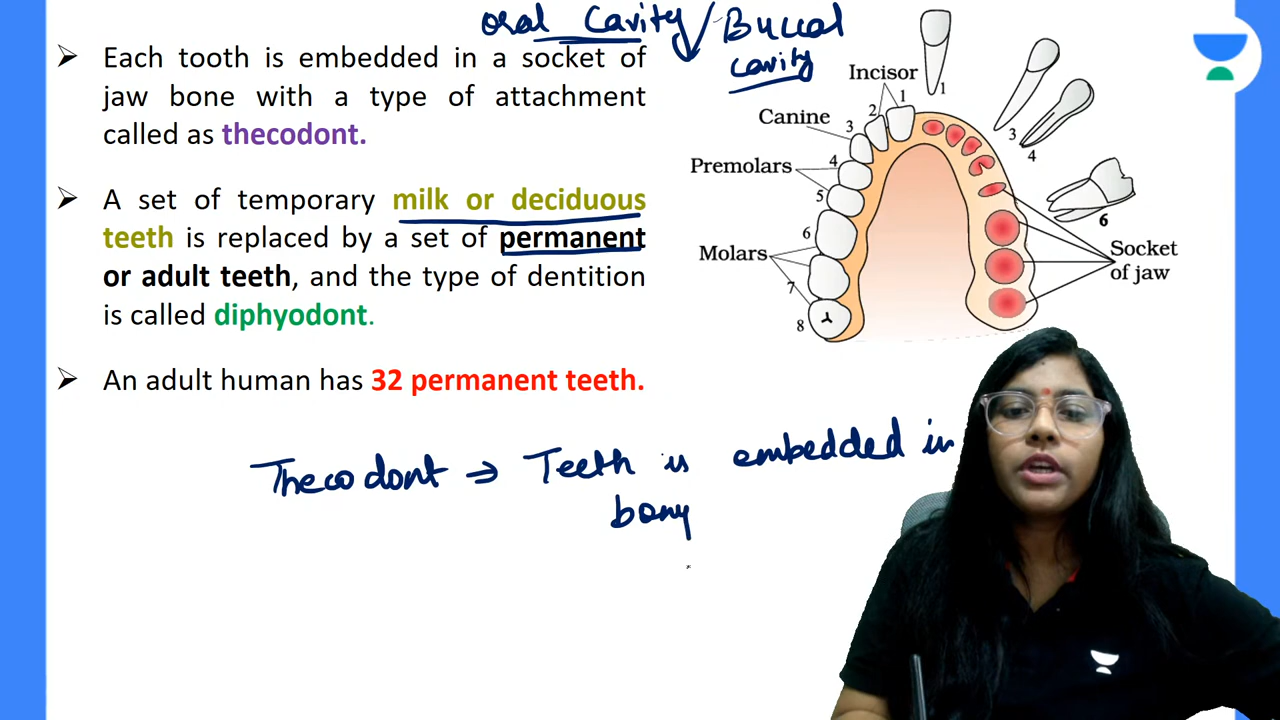 oral Cavity / Buccal
cavity
➢ Each tooth is embedded in a socket of
jaw bone with a type of attachment
called as thecodont.
➢ A set of temporary milk or deciduous
teeth is replaced by a set of permanent
or adult teeth, and the type of dentition
is called diphyodont.
➢ An adult human has 32 permanent teeth.
Incisor
Canine
Premolars
Molars
1
2
3
4
5
6
7
8
1
3
4
6
Socket
of jaw
Thecodont → Teeth is embedded in
bony